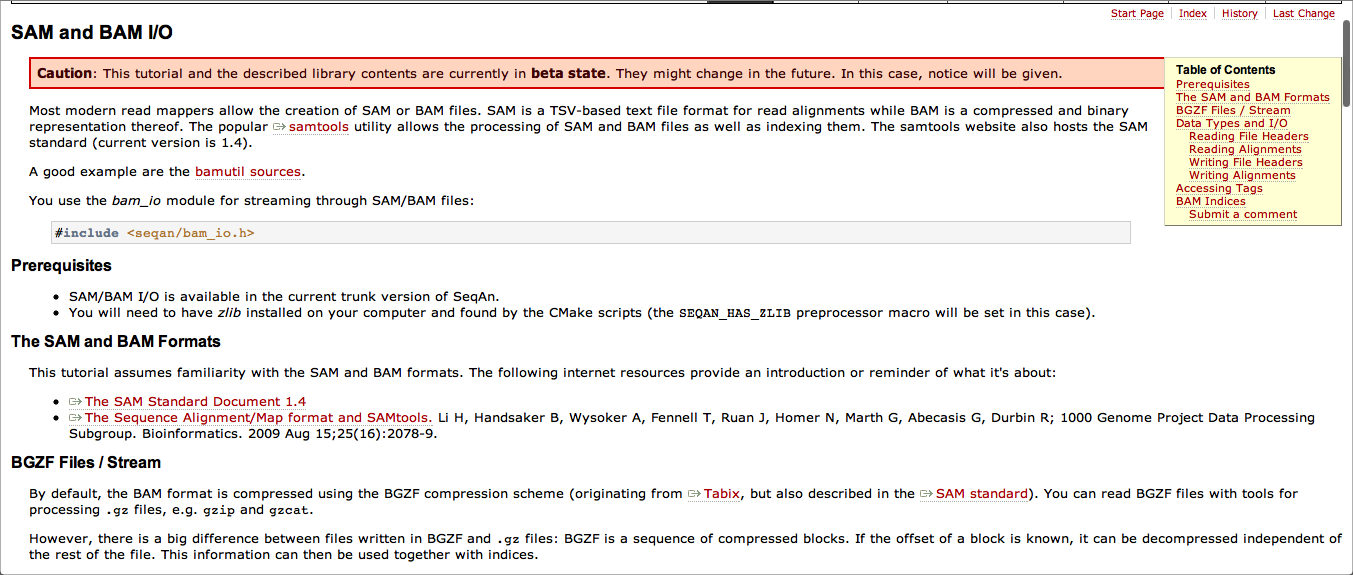 Start Page Index History Last Change
SAM and BAM I/O
Caution: This tutorial and the described library contents are currently in beta state. They might change in the future. In this case, notice will be given.
Table of Contents
Prerequisites
The SAM and BAM Formats
BGZF Files / Stream
Data Types and I/O
Reading File Headers
Reading Alignments
Writing File Headers
Writing Alignments
Accessing Tags
BAM Indices
Submit a comment
Most modern read mappers allow the creation of SAM or BAM files. SAM is a TSV-based text file format for read alignments while BAM is a compressed and binary
representation thereof. The popular samtools utility allows the processing of SAM and BAM files as well as indexing them. The samtools website also hosts the SAM
standard (current version is 1.4).
A good example are the bamutil sources.
You use the bam_io module for streaming through SAM/BAM files:
#include <seqan/bam_io.h>
Prerequisites
• SAM/BAM I/O is available in the current trunk version of SeqAn.
• You will need to have zlib installed on your computer and found by the CMake scripts (the SEQAN_HAS_ZLIB preprocessor macro will be set in this case).
The SAM and BAM Formats
This tutorial assumes familiarity with the SAM and BAM formats. The following internet resources provide an introduction or reminder of what it's about:
• The SAM Standard Document 1.4
• The Sequence Alignment/Map format and SAMtools. Li H, Handsaker B, Wysoker A, Fennell T, Ruan J, Homer N, Marth G, Abecasis G, Durbin R; 1000 Genome Project Data Processing
Subgroup. Bioinformatics. 2009 Aug 15;25(16):2078-9.
BGZF Files / Stream
By default, the BAM format is compressed using the BGZF compression scheme (originating from Tabix, but also described in the SAM standard). You can read BGZF files with tools for
processing .gz files, e.g. gzip and gzcat.
However, there is a big difference between files written in BGZF and .gz files: BGZF is a sequence of compressed blocks. If the offset of a block is known, it can be decompressed independent of
the rest of the file. This information can then be used together with indices.